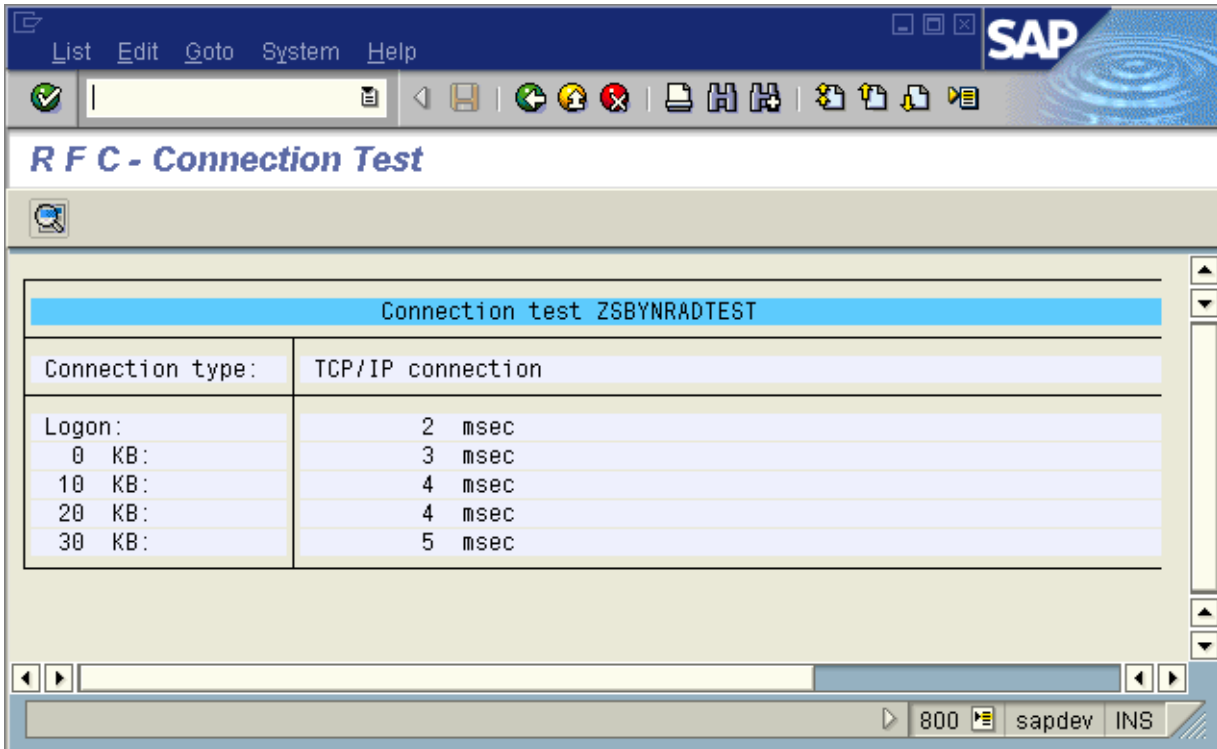 List Edit Goto System Help
SAP
R F C - Connection Test
Connection test ZSBYNRADTEST
Connection type: TCP/IP connection
Logon: 2 msec
0 KB: 3 msec
10 KB: 4 msec
20 KB: 4 msec
30 KB: 5 msec
800 sapdev INS